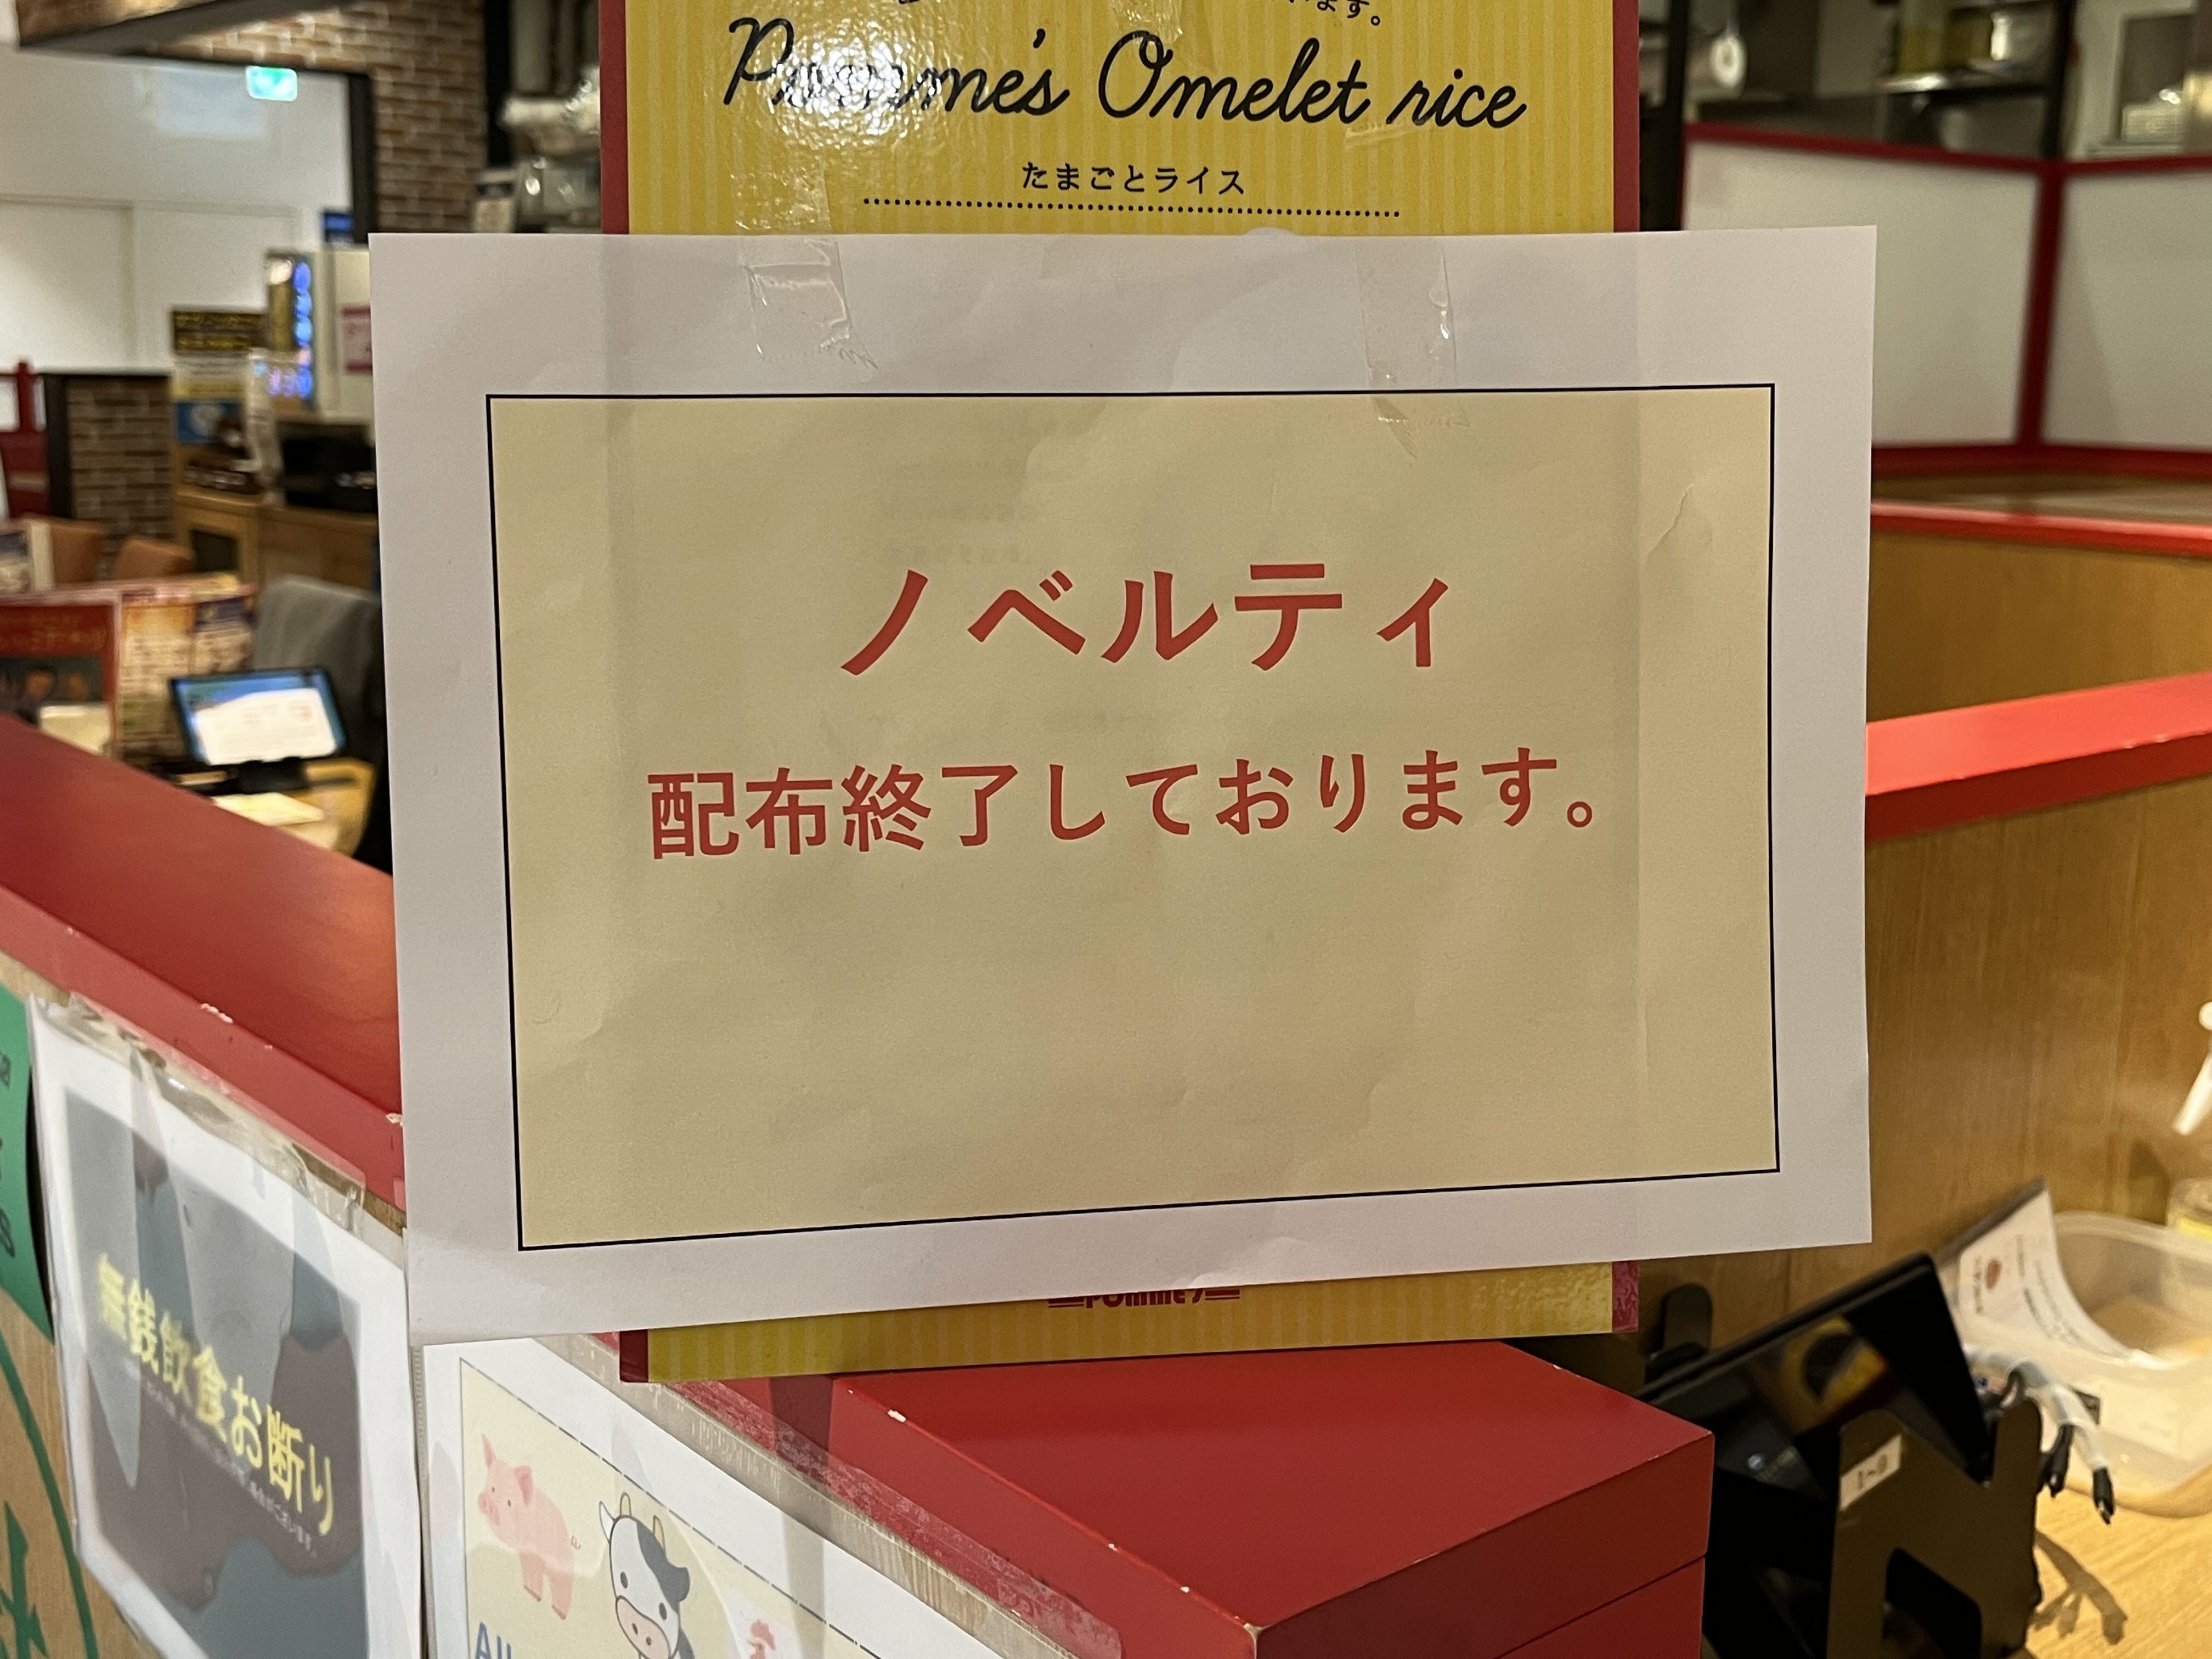 Pomme's Omelet rice
たまごとライス
ノベルティ
配布終了しております。
無銭飲食お断り